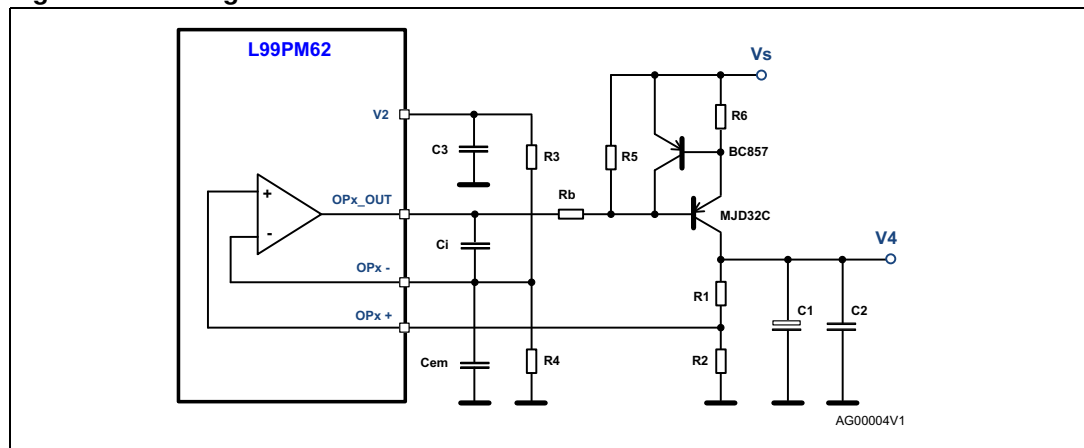 L99PM62
Vs
V2
R6
C3
R3
R5
BC857
OPx_OUT
Rb
MJD32C
+
-
V4
Ci
OPx -
R1
C1
C2
OPx +
Cem
R4
R2
AG00004V1